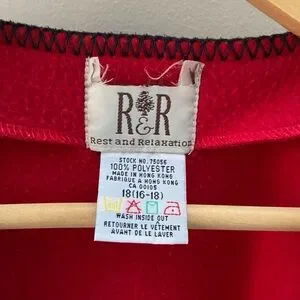 R&R
Rest and Relaxation
STOCK NO. 75056
100% POLYESTER
MADE IN HONG KONG
FABRIQUE A HONG KONG
CA 00105
18(16-18)
WASH INSIDE OUT
RETOURNER LE VÊTEMENT
AVANT DE LE LAVER